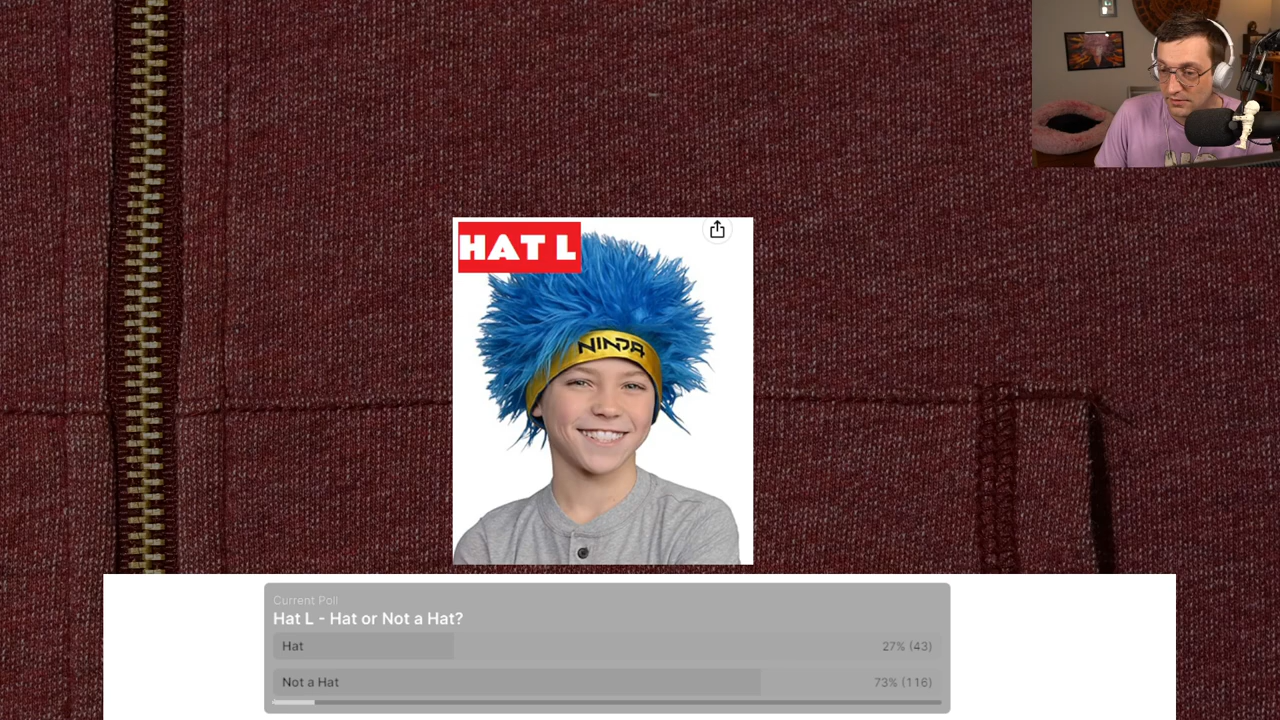 HAT L
NINJA
Current Poll
Hat L - Hat or Not a Hat?
Hat
27% (43)
Not a Hat
73% (116)